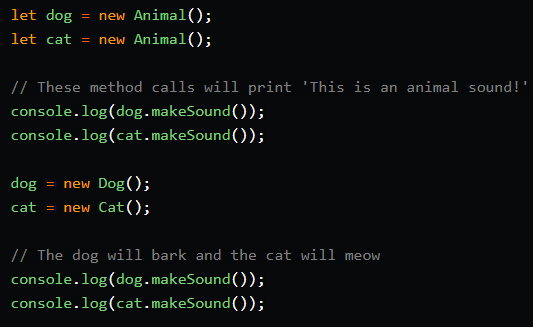 let dog = new Animal();
let cat = new Animal();
// These method calls will print 'This is an animal sound!'
console.log(dog.makeSound());
console.log(cat.makeSound());
dog = new Dog();
cat = new Cat();
// The dog will bark and the cat will meow
console.log(dog.makeSound());
console.log(cat.makeSound());